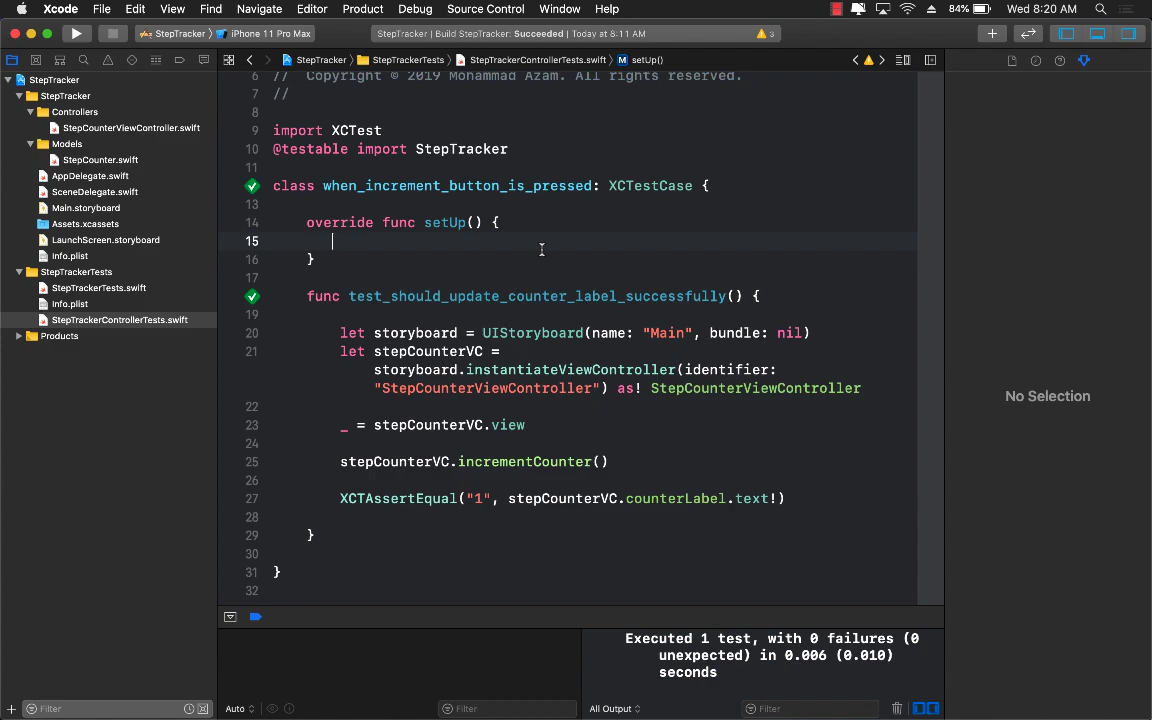 Xcode File Edit View Find Navigate Editor Product Debug Source Control Window Help 84% Wed 8:20 AM
StepTracker iPhone 11 Pro Max StepTracker | Build StepTracker: Succeeded | Today at 8:11 AM 3
StepTracker StepTrackerTests StepTrackerControllerTests.swift M setUp()
StepTracker
StepTracker
Controllers
StepCounterViewController.swift
Models
StepCounter.swift
AppDelegate.swift
SceneDelegate.swift
Main.storyboard
Assets.xcassets
LaunchScreen.storyboard
Info.plist
StepTrackerTests
StepTrackerTests.swift
Info.plist
StepTrackerControllerTests.swift
Products
Filter
6 // Copyright © 2019 Mohammad Azam. All rights reserved.
7 //
8
9 import XCTest
10 @testable import StepTracker
11
class when_increment_button_is_pressed: XCTestCase {
13
14 override func setUp() {
15
16 }
17
func test_should_update_counter_label_successfully() {
19
20 let storyboard = UIStoryboard(name: "Main", bundle: nil)
21 let stepCounterVC =
storyboard.instantiateViewController(identifier:
"StepCounterViewController") as! StepCounterViewController
22
23 _ = stepCounterVC.view
24
25 stepCounterVC.incrementCounter()
26
27 XCTAssertEqual("1", stepCounterVC.counterLabel.text!)
28
29 }
30
31 }
32
Auto Filter
Executed 1 test, with 0 failures (0
unexpected) in 0.006 (0.010)
seconds
All Output Filter
No Selection